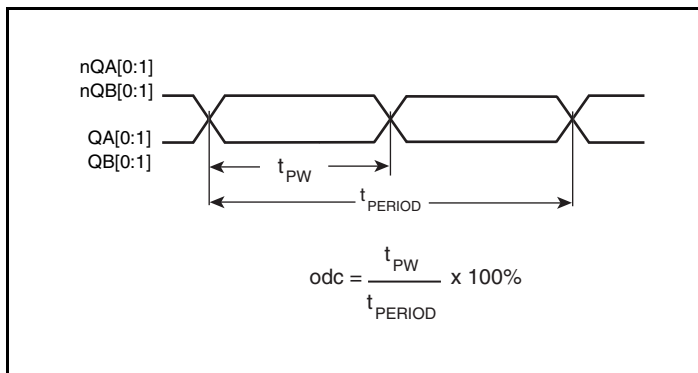 nQA[0:1]
nQB[0:1]
QA[0:1]
QB[0:1]
tPW
tPERIOD
odc = tPW / tPERIOD x 100%